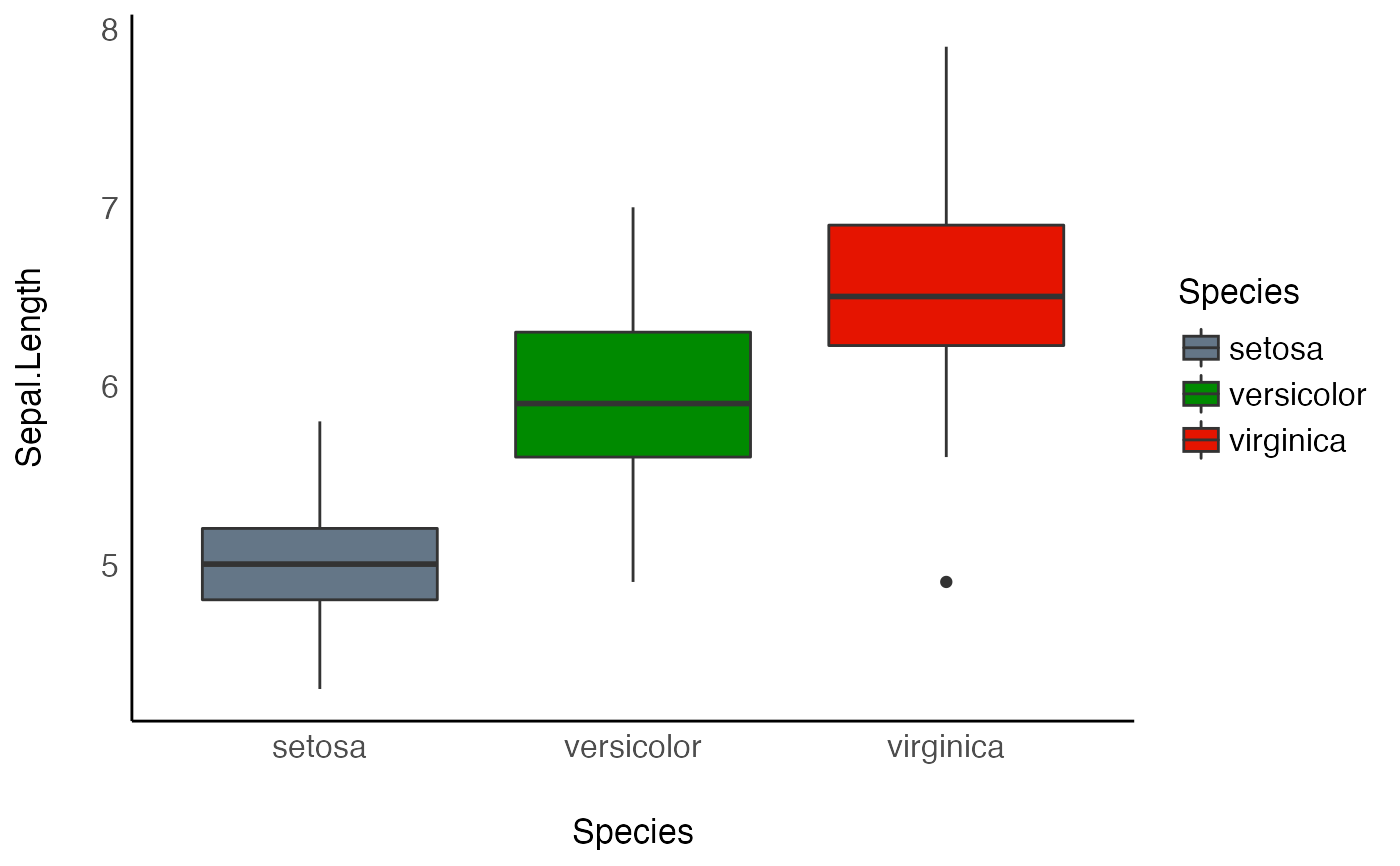 8
7
6
5
Sepal.Length
setosa
versicolor
virginica
Species
Species
setosa
versicolor
virginica